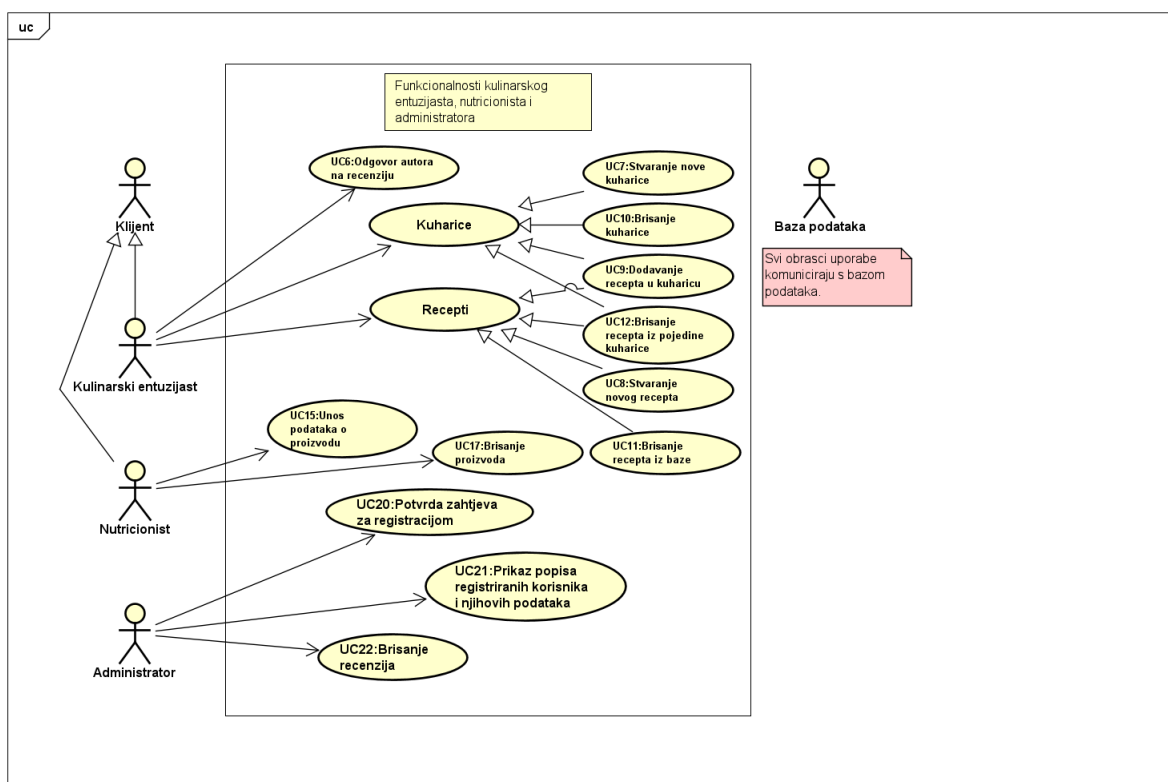 uc
Funkcionalnosti kulinarskog
entuzijasta, nutricionista i
administratora
UC6:Odgovor autora
na recenziju
UC7:Stvaranje nove
kuharice
Klijent
Kuharice
UC10:Brisanje
kuharice
Baza podataka
Svi obrasci uporabe
komuniciraju s bazom
podataka.
UC9:Dodavanje
recepta u kuharicu
Recepti
UC12:Brisanje
recepta iz pojedine
kuharice
Kulinarski entuzijast
UC8:Stvaranje
novog recepta
UC15:Unos
podataka o
proizvodu
UC17:Brisanje
proizvoda
UC11:Brisanje
recepta iz baze
Nutricionist
UC20:Potvrda zahtjeva
za registracijom
UC21:Prikaz popisa
registriranih korisnika
i njihovih podataka
Administrator
UC22:Brisanje
recenzija